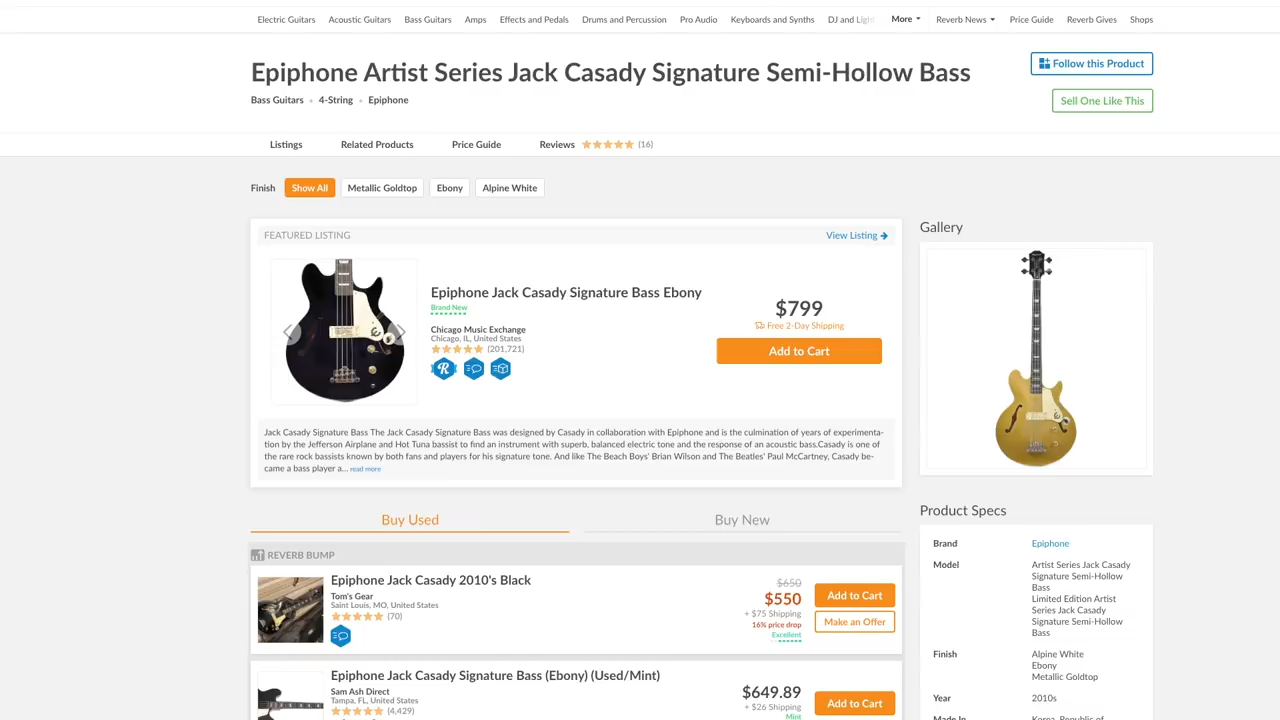 Electric Guitars Acoustic Guitars Bass Guitars Amps Effects and Pedals Drums and Percussion Pro Audio Keyboards and Synths DJ and Light More Reverb News Price Guide Reverb Gives Shops
Epiphone Artist Series Jack Casady Signature Semi-Hollow Bass
Follow this Product
Bass Guitars 4-String Epiphone
Sell One Like This
Listings Related Products Price Guide Reviews (16)
Finish Show All Metallic Goldtop Ebony Alpine White
FEATURED LISTING View Listing
Epiphone Jack Casady Signature Bass Ebony
Brand New
Chicago Music Exchange
Chicago, IL, United States
(201,721)
$799
Free 2-Day Shipping
Add to Cart
Jack Casady Signature Bass The Jack Casady Signature Bass was designed by Casady in collaboration with Epiphone and is the culmination of years of experimenta-
tion by the Jefferson Airplane and Hot Tuna bassist to find an instrument with superb, balanced electric tone and the response of an acoustic bass.Casady is one of
the rare rock bassists known by both fans and players for his signature tone. And like The Beach Boys' Brian Wilson and The Beatles' Paul McCartney, Casady be-
came a bass player a... read more
Buy Used Buy New
REVERB BUMP
Epiphone Jack Casady 2010's Black
Tom's Gear
Saint Louis, MO, United States
(70)
$650
$550
+ $75 Shipping
16% price drop
Excellent
Add to Cart
Make an Offer
Epiphone Jack Casady Signature Bass (Ebony) (Used/Mint)
Sam Ash Direct
Tampa, FL, United States
(4,429)
$649.89
+ $26 Shipping
Mint
Add to Cart
Gallery
Product Specs
Brand Epiphone
Model Artist Series Jack Casady
Signature Semi-Hollow
Bass
Limited Edition Artist
Series Jack Casady
Signature Semi-Hollow
Bass
Finish Alpine White
Ebony
Metallic Goldtop
Year 2010s
Made In Korea, Republic of